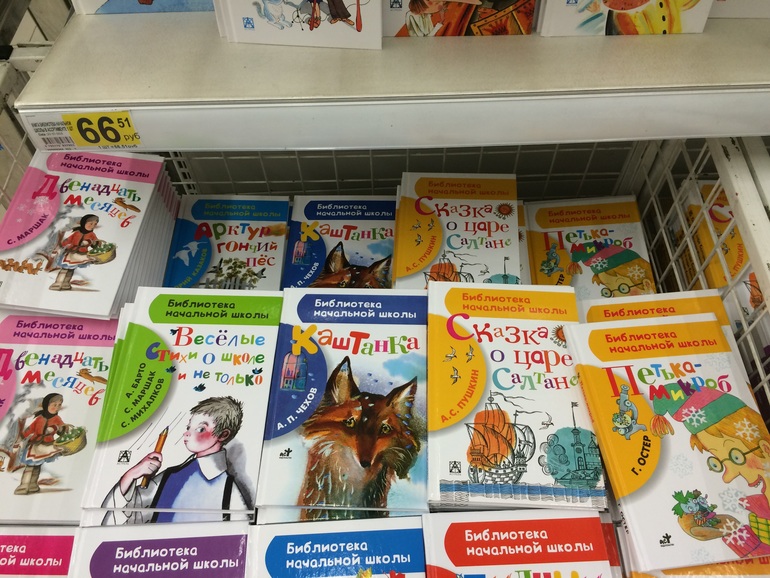 66 51
руб
Библиотека
начальной школы
Двенадцать
месяцев
С. МАРШАК
Библиотека
начальной школы
Арктур -
гончий
пёс
Библиотека
начальной школы
Каштанка
А. П. ЧЕХОВ
Библиотека
начальной школы
Сказка
о царе
Салтане
А.С. ПУШКИН
Библиотека
начальной школы
Петька-
микроб
Библиотека
начальной школы
Двенадцать
месяцев
Библиотека
начальной школы
Весёлые
стихи о школе
и не только
А. БАРТО
С. МАРШАК
С. МИХАЛКОВ
Библиотека
начальной школы
Каштанка
А. П. ЧЕХОВ
Библиотека
начальной школы
Сказка
о царе
Салтане
А.С. ПУШКИН
Библиотека
Библиотека
начальной школы
Петька-
микроб
Г. ОСТЕР
Библиотека
начальной школы
Библиотека
начальной школы
Библиотека
начальной школы